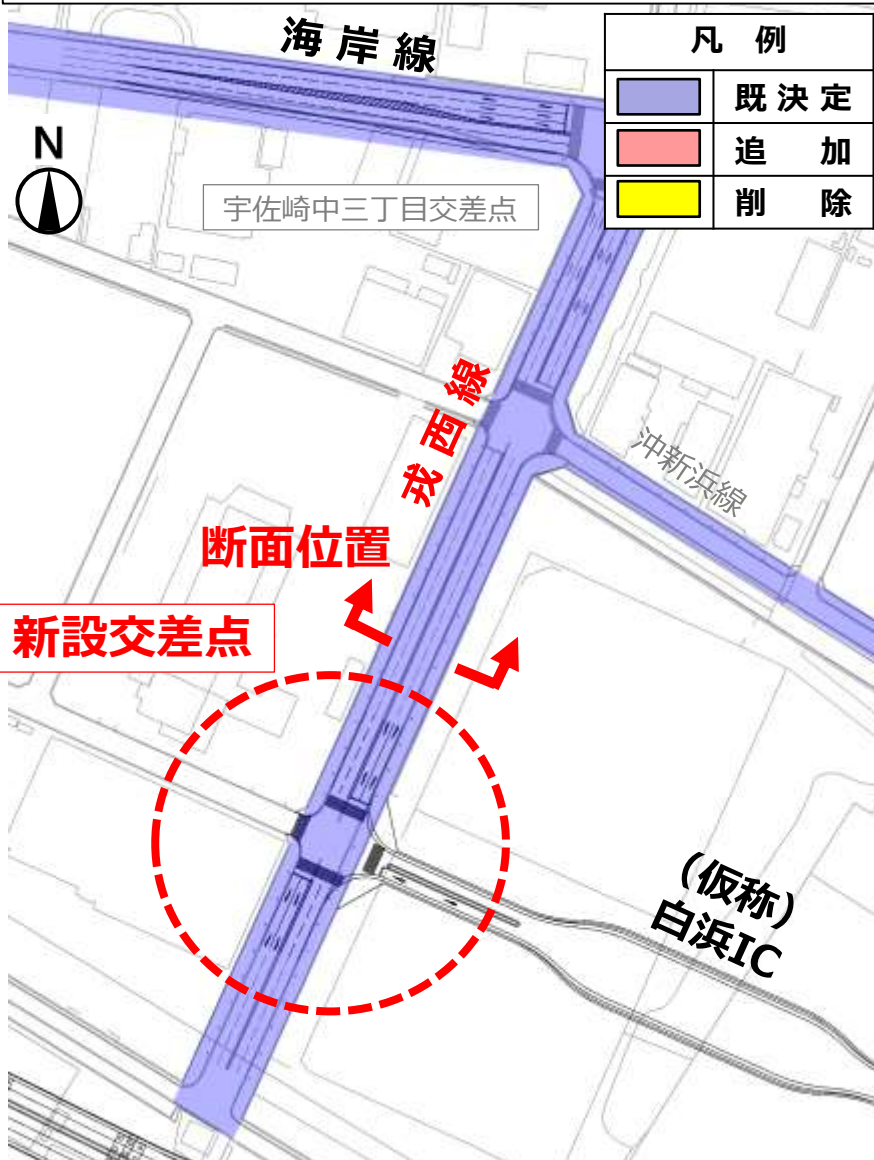 海岸線
凡 例
既決定
追 加
削 除
N
宇佐崎中三丁目交差点
戎西線
沖新浜線
断面位置
新設交差点
(仮称)
白浜IC